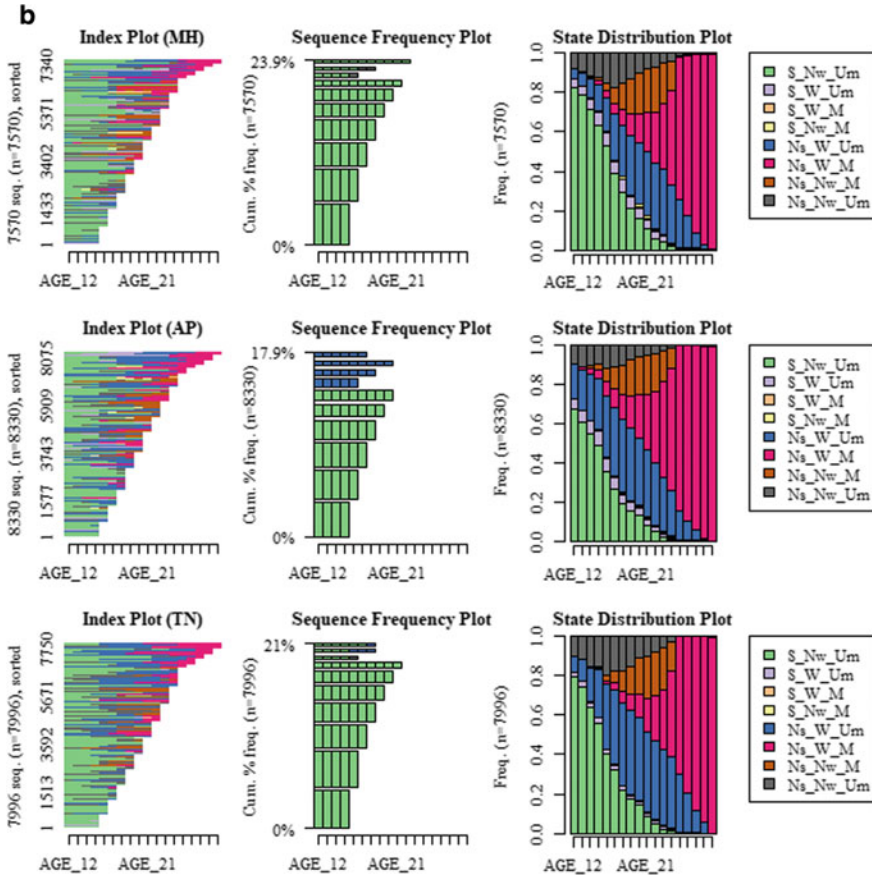 b
Index Plot (MH)
Sequence Frequency Plot
State Distribution Plot
7570 seq. (n=7570), sorted
1
1433
3402
5371
7340
AGE_12
AGE_21
Cum. % freq. (n=7570)
23.9%
0%
AGE_12
AGE_21
Freq. (n=7570)
0.0
0.2
0.4
0.6
0.8
1.0
AGE_12
AGE_21
S_Nw_Um
S_W_Um
S_W_M
S_Nw_M
Ns_W_Um
Ns_W_M
Ns_Nw_M
Ns_Nw_Um
Index Plot (AP)
Sequence Frequency Plot
State Distribution Plot
8330 seq. (n=8330), sorted
1
1577
3743
5909
8075
AGE_12
AGE_21
Cum. % freq. (n=8330)
17.9%
0%
AGE_12
AGE_21
Freq. (n=8330)
0.0
0.2
0.4
0.6
0.8
1.0
AGE_12
AGE_21
S_Nw_Um
S_W_Um
S_W_M
S_Nw_M
Ns_W_Um
Ns_W_M
Ns_Nw_M
Ns_Nw_Um
Index Plot (TN)
Sequence Frequency Plot
State Distribution Plot
7996 seq. (n=7996), sorted
1
1513
3592
5671
7750
AGE_12
AGE_21
Cum. % freq. (n=7996)
21%
0%
AGE_12
AGE_21
Freq. (n=7996)
0.0
0.2
0.4
0.6
0.8
1.0
AGE_12
AGE_21
S_Nw_Um
S_W_Um
S_W_M
S_Nw_M
Ns_W_Um
Ns_W_M
Ns_Nw_M
Ns_Nw_Um